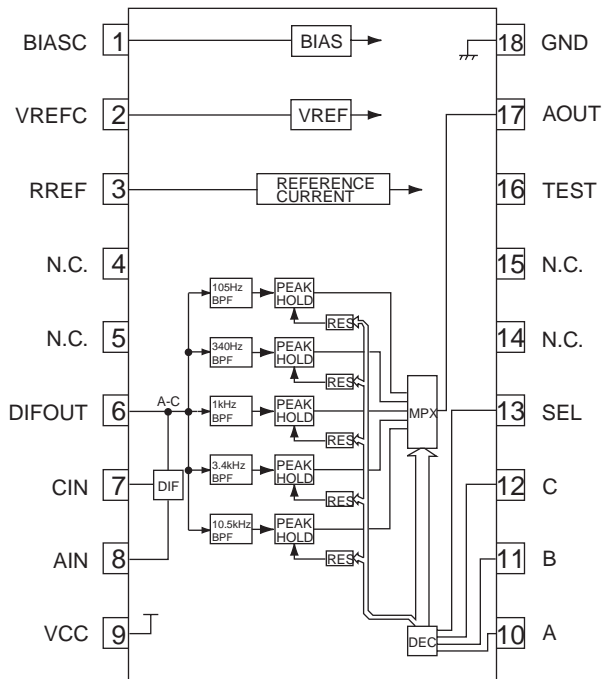 BIASC 1 BIAS 18 GND
VREFC 2 VREF 17 AOUT
RREF 3 REFERENCE CURRENT 16 TEST
N.C. 4 15 N.C.
105Hz BPF PEAK HOLD
RES
N.C. 5 14 N.C.
340Hz BPF PEAK HOLD
RES
DIFOUT 6 A-C 1kHz BPF PEAK HOLD MPX 13 SEL
RES
CIN 7 DIF 3.4kHz BPF PEAK HOLD 12 C
RES
10.5kHz BPF PEAK HOLD
AIN 8 RES 11 B
VCC 9 DEC 10 A